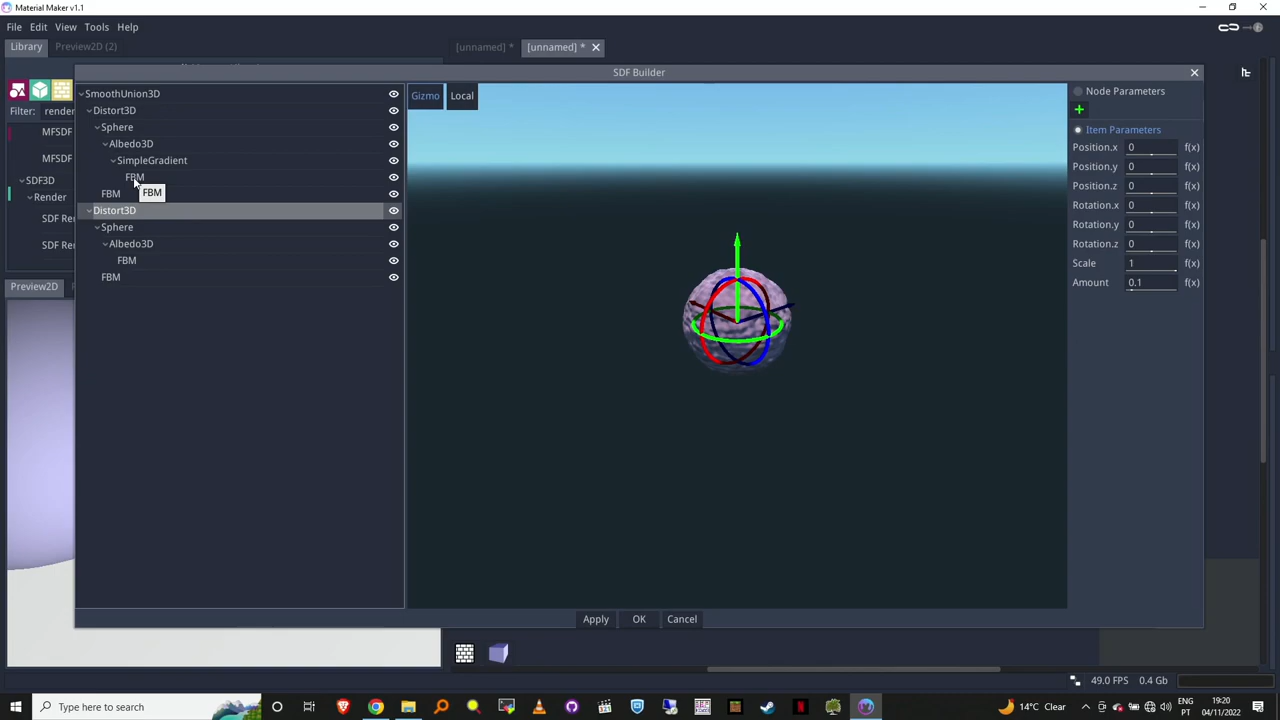 Material Maker v1.1
File Edit View Tools Help
Library Preview2D (2) [unnamed] * [unnamed] *
SDF Builder
SmoothUnion3D
Distort3D
Sphere
Albedo3D
SimpleGradient
FBM
FBM
FBM
Distort3D
Sphere
Albedo3D
FBM
FBM
Gizmo Local
Node Parameters
Item Parameters
Position.x 0 f(x)
Position.y 0 f(x)
Position.z 0 f(x)
Rotation.x 0 f(x)
Rotation.y 0 f(x)
Rotation.z 0 f(x)
Scale 1 f(x)
Amount 0.1 f(x)
Filter: render
MFSDF
MFSDF
SDF3D
Render
SDF Re
SDF Re
Preview2D
Apply OK Cancel
49.0 FPS 0.4 Gb
Type here to search
14°C Clear
ENG
PT
19:20
04/11/2022